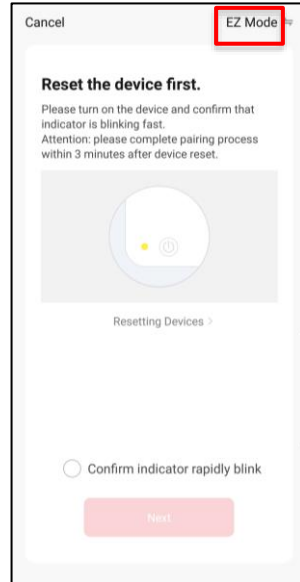 Cancel
EZ Mode
Reset the device first.
Please turn on the device and confirm that
indicator is blinking fast.
Attention: please complete pairing process
within 3 minutes after device reset.
Resetting Devices >
Confirm indicator rapidly blink
Next